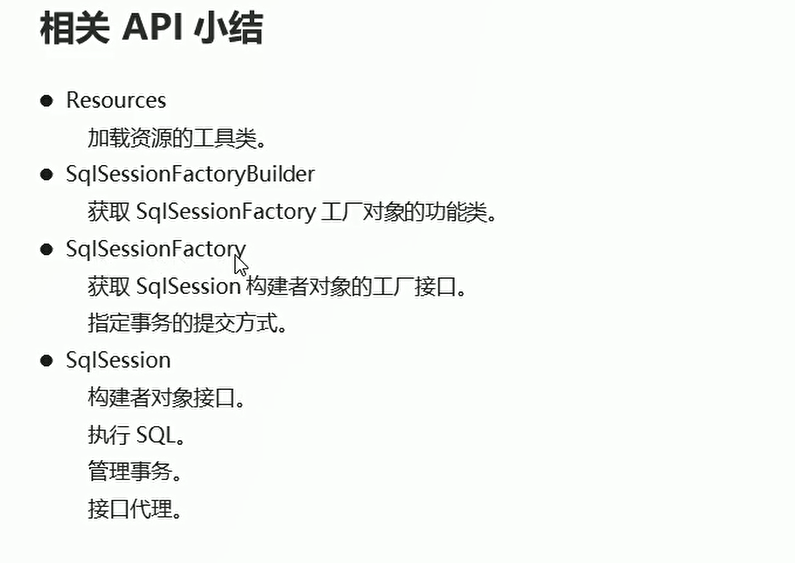 相关 API 小结
● Resources
加载资源的工具类。
● SqlSessionFactoryBuilder
获取 SqlSessionFactory 工厂对象的功能类。
● SqlSessionFactory
获取 SqlSession 构建者对象的工厂接口。
指定事务的提交方式。
● SqlSession
构建者对象接口。
执行 SQL。
管理事务。
接口代理。